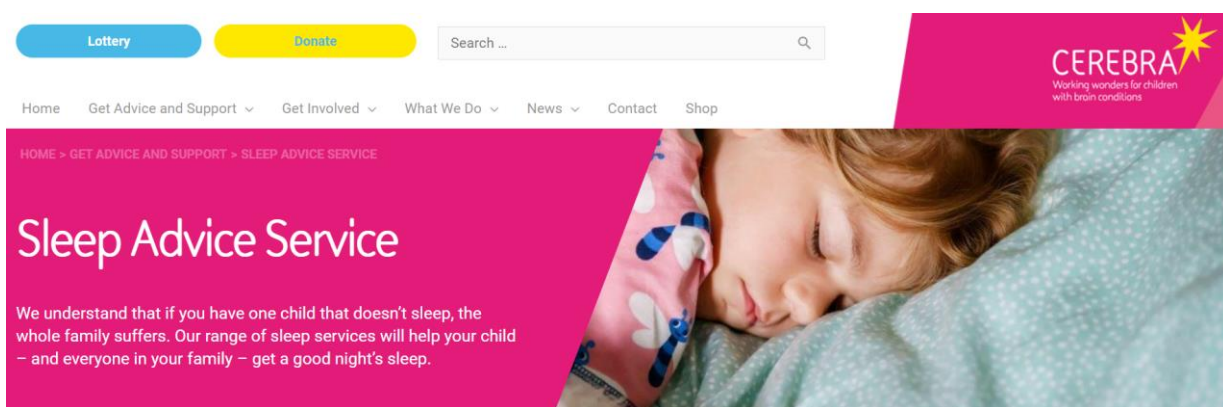 Lottery
Donate
Search ...
CEREBRA
Working wonders for children
with brain conditions
Home
Get Advice and Support
Get Involved
What We Do
News
Contact
Shop
HOME > GET ADVICE AND SUPPORT > SLEEP ADVICE SERVICE
Sleep Advice Service
We understand that if you have one child that doesn't sleep, the
whole family suffers. Our range of sleep services will help your child
– and everyone in your family – get a good night's sleep.